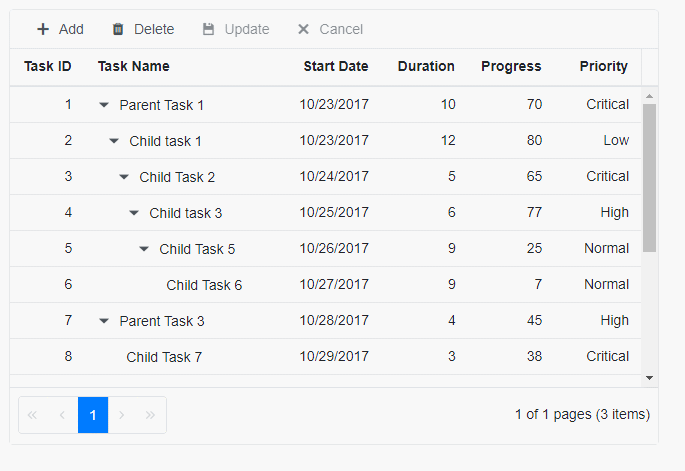 Add Delete Update Cancel
Task ID Task Name Start Date Duration Progress Priority
1 Parent Task 1 10/23/2017 10 70 Critical
2 Child task 1 10/23/2017 12 80 Low
3 Child Task 2 10/24/2017 5 65 Critical
4 Child task 3 10/25/2017 6 77 High
5 Child Task 5 10/26/2017 9 25 Normal
6 Child Task 6 10/27/2017 9 7 Normal
7 Parent Task 3 10/28/2017 4 45 High
8 Child Task 7 10/29/2017 3 38 Critical
1 1 of 1 pages (3 items)